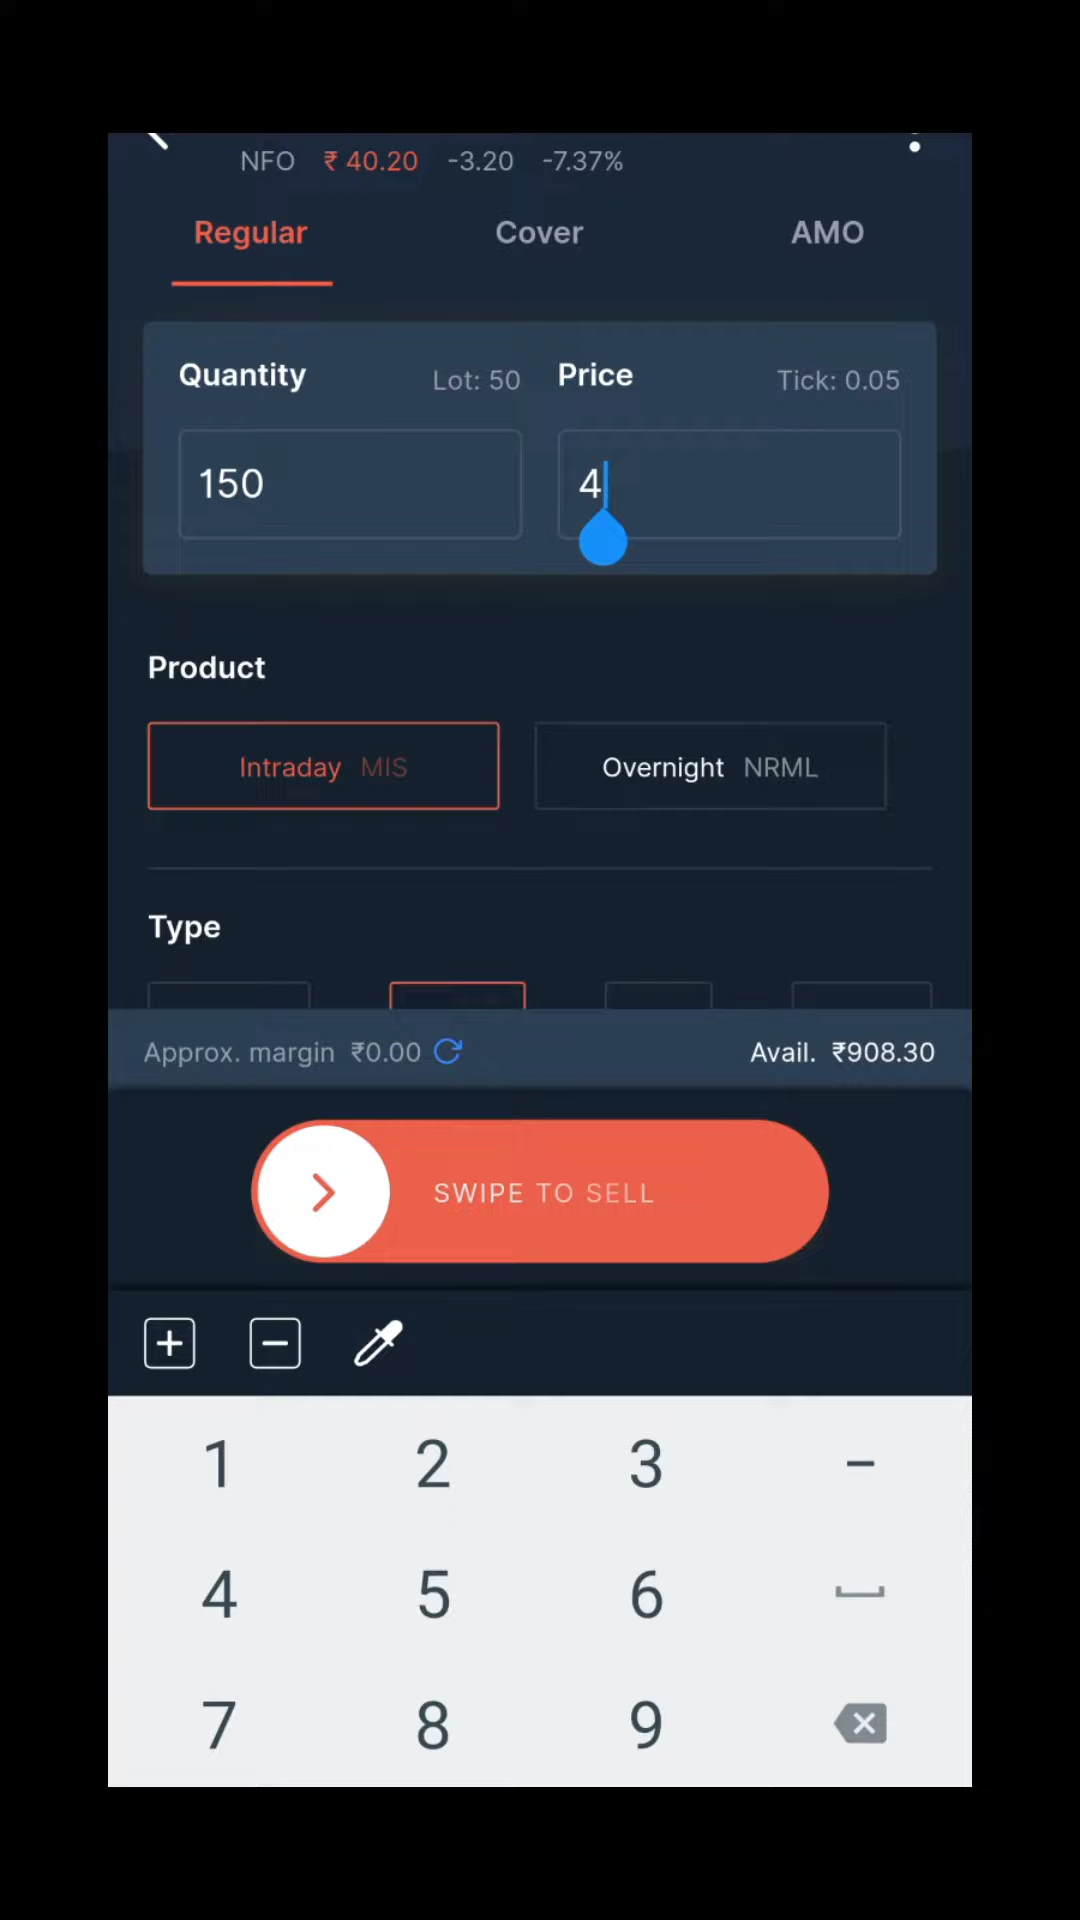 NFO ₹ 40.20 -3.20 -7.37%
Regular Cover AMO
Quantity Lot: 50 Price Tick: 0.05
150 4
Product
Intraday MIS Overnight NRML
Type
Approx. margin ₹0.00 Avail. ₹908.30
SWIPE TO SELL
1 2 3 –
4 5 6
7 8 9